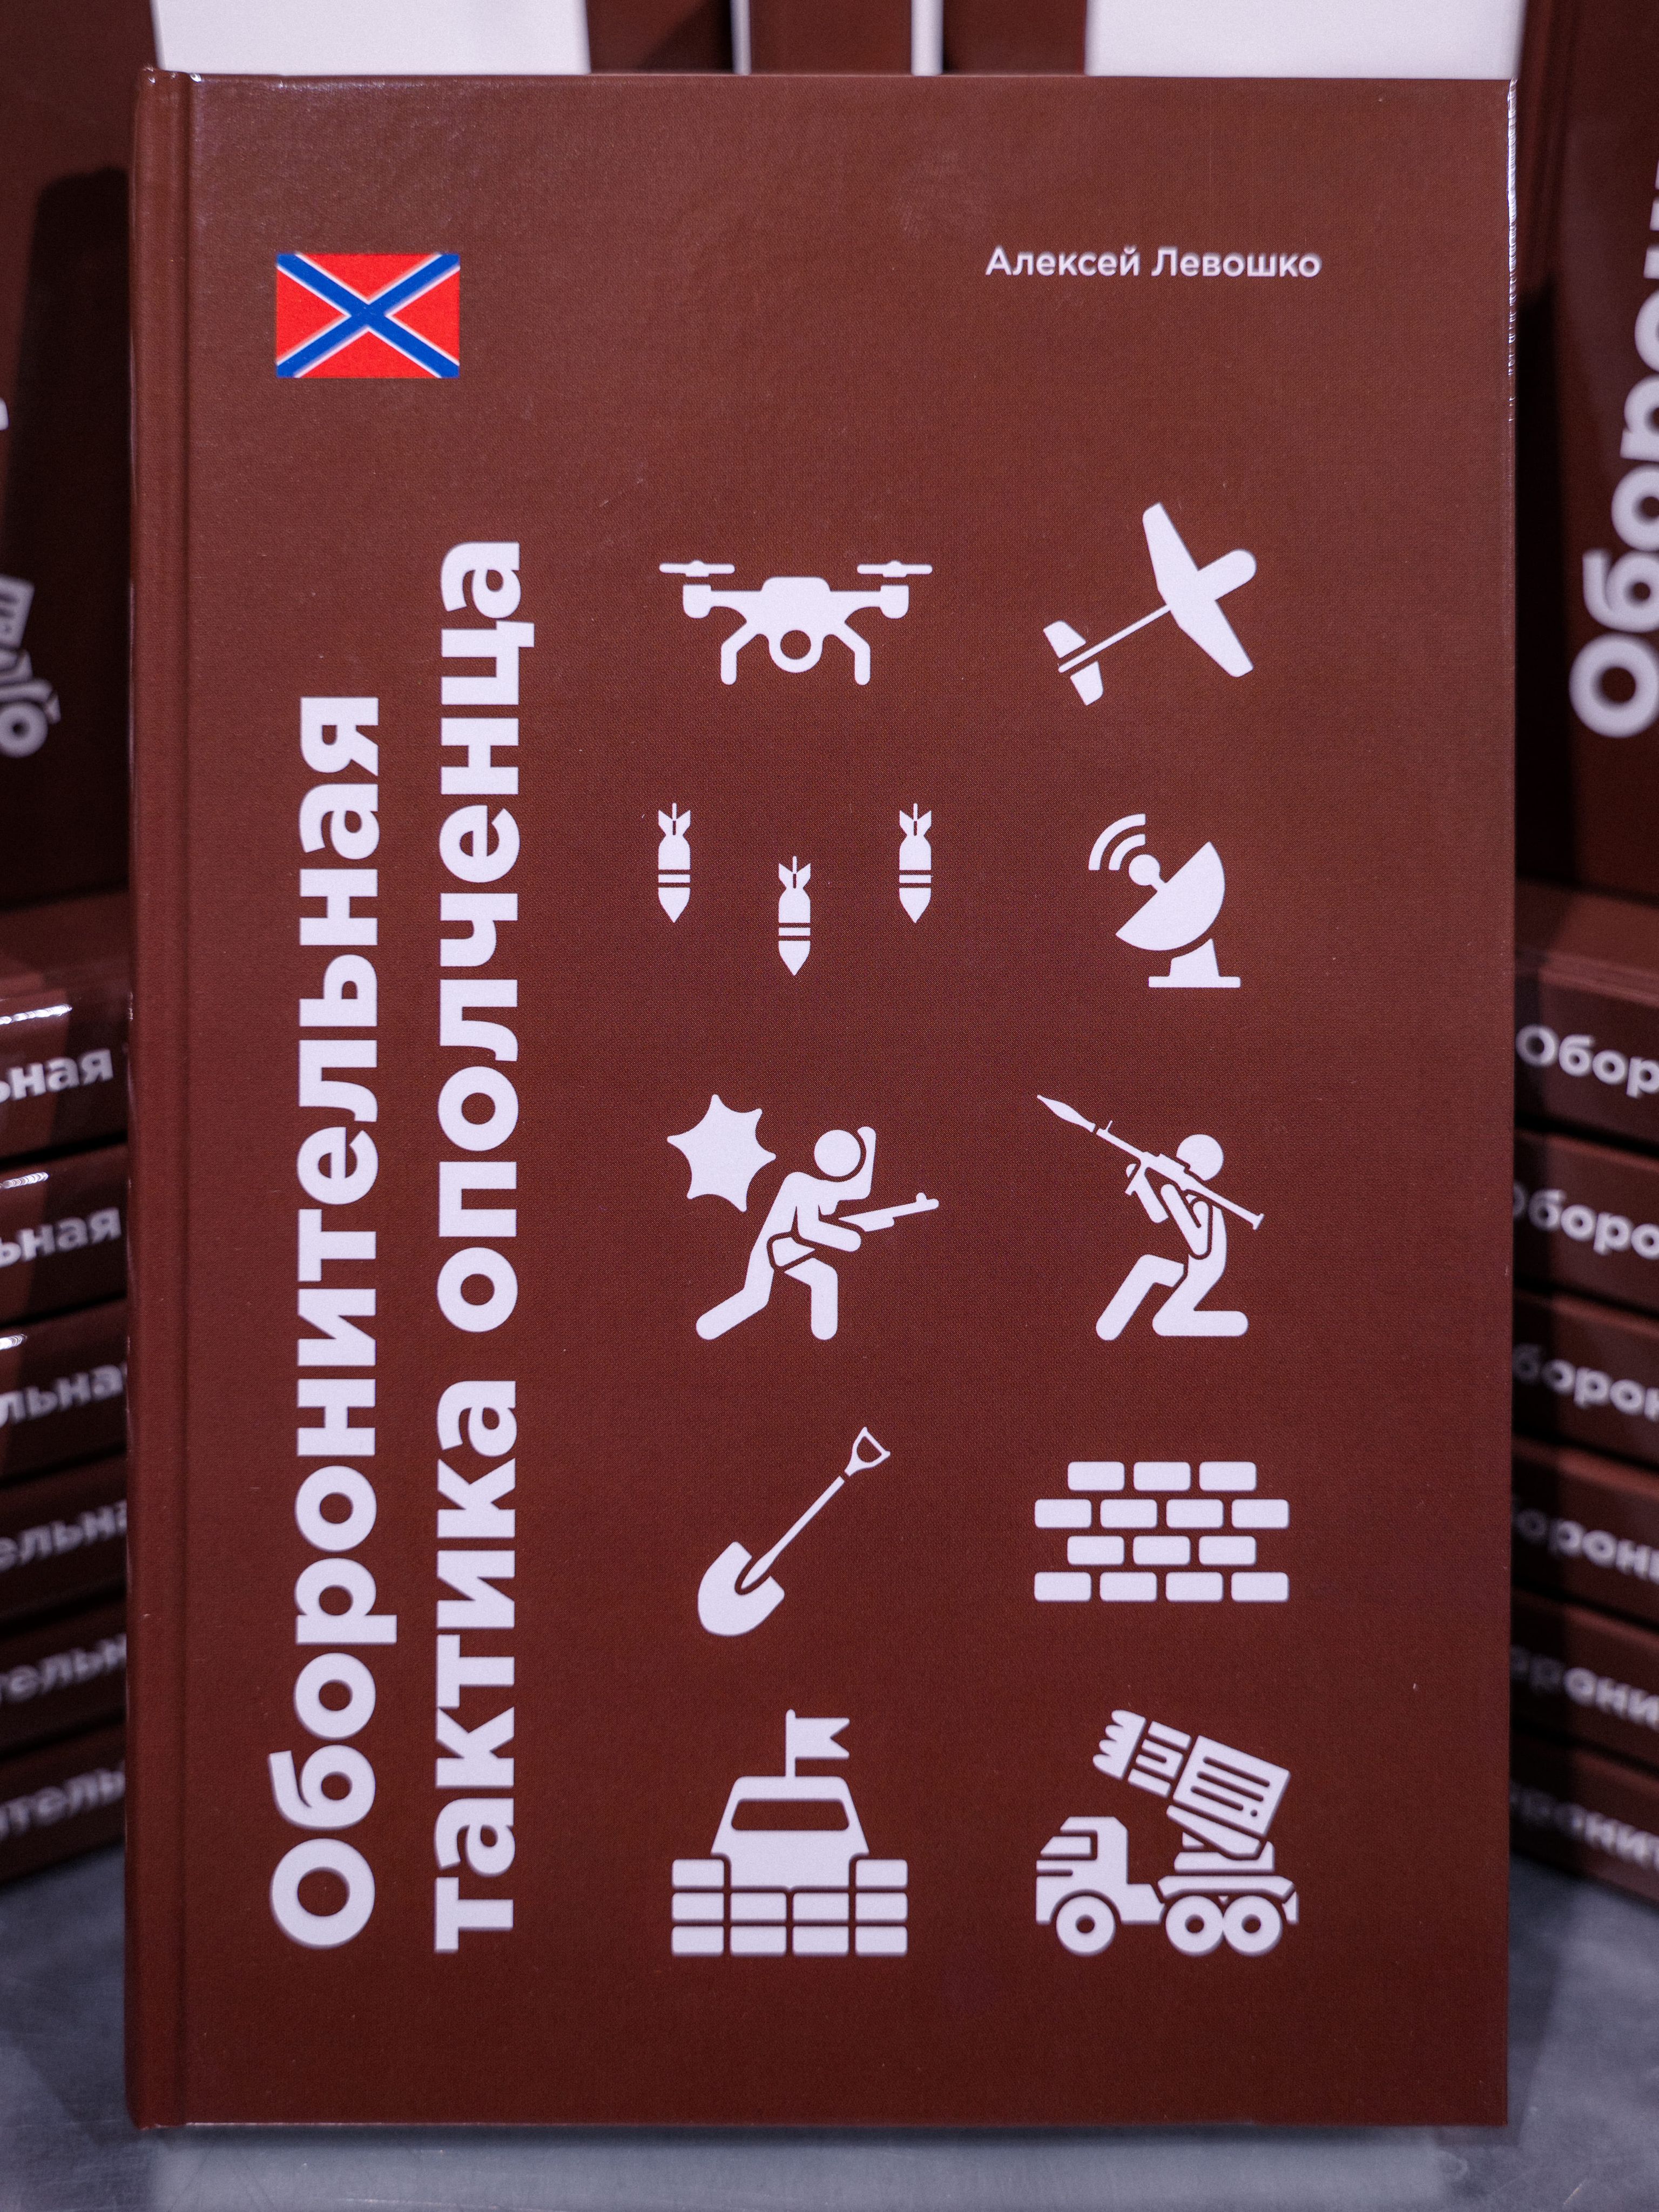 Алексей Левошко
Оборонительная
тактика ополченца